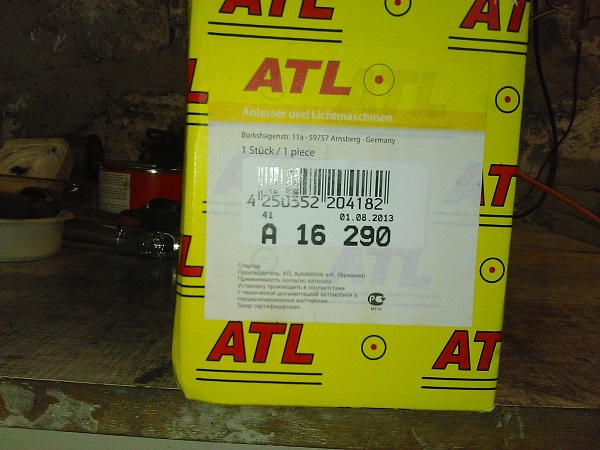 ATL
ATL
ATL
Anlasser und Lichtmaschinen
Borkshagenstr. 11a - 59757 Arnsberg - Germany
1 Stück / 1 piece
4 250352 204182
41 01.08.2013
A 16 290
Стартер
Производитель: ATL Autotechnik e.K. (Германия)
Применяемость согласно каталогу.
Установку производить в соответствии
с технической документацией автомобиля в
специализированных мастерских.
Товар сертифицирован.
МТ14
ATL
ATL